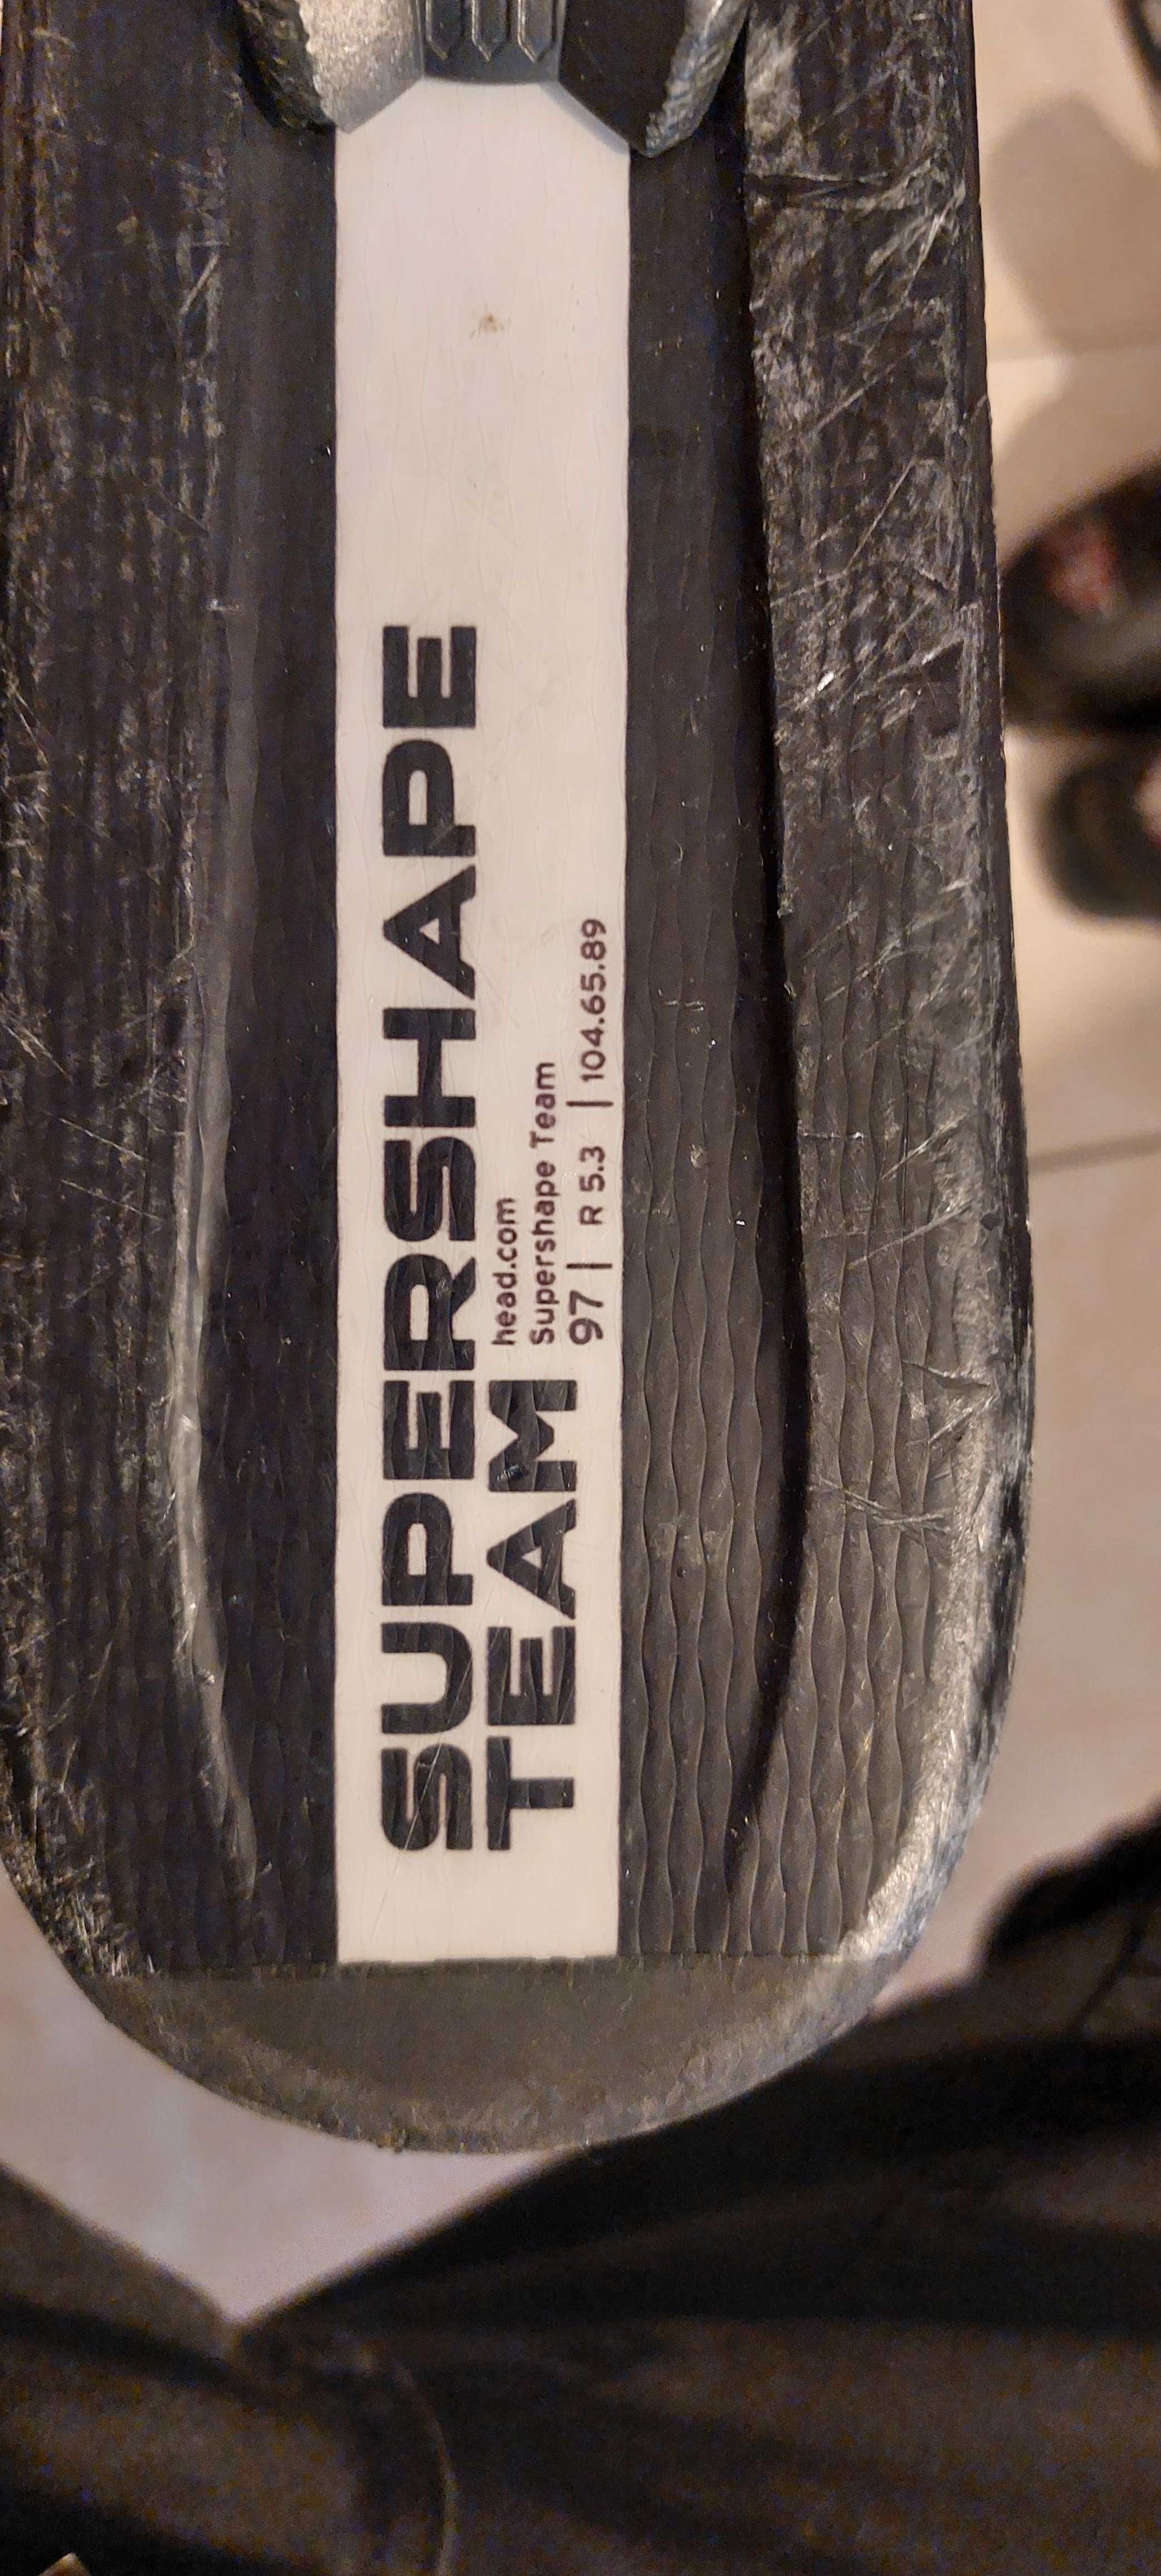 SUPERSHAPE
TEAM
head.com
Supershape Team
97 | R 5.3 | 104.65.89